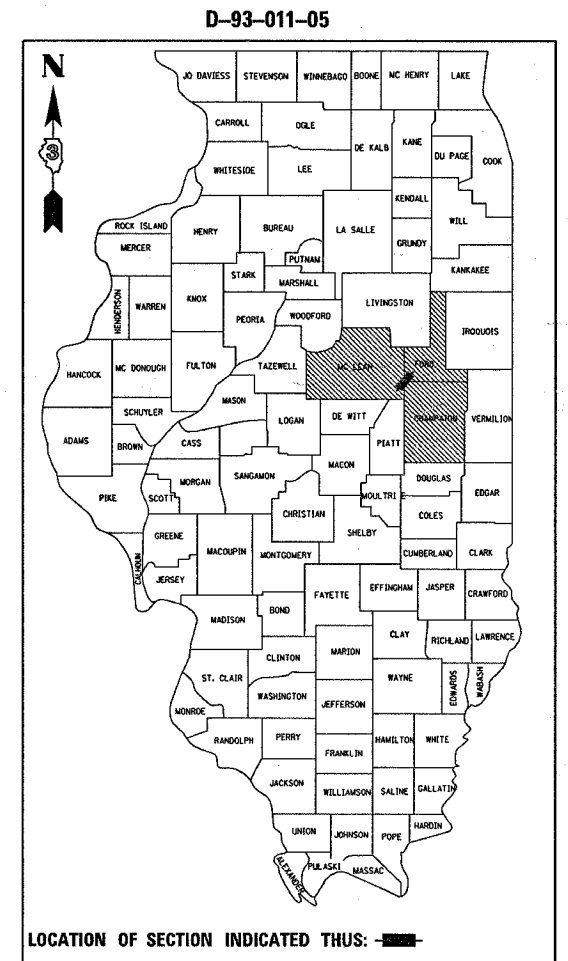 D-93-011-05
N
JO DAVIESS STEVENSON WINNEBAGO BOONE MC HENRY LAKE
CARROLL OGLE
DE KALB KANE
DU PAGE COOK
WHITESIDE LEE
KENDALL
WILL
ROCK ISLAND
HENRY BUREAU LA SALLE GRUNDY
MERCER
PUTNAM
KANKAKEE
STARK
MARSHALL
HENDERSON WARREN KNOX
LIVINGSTON
PEORIA WOODFORD
IROQUOIS
HANCOCK MC DONOUGH FULTON TAZEWELL MC LEAN FORD
MASON
SCHUYLER
LOGAN DE WITT CHAMPAIGN VERMILION
ADAMS BROWN CASS PIATT
MACON
SANGAMON
PIKE SCOTT MORGAN DOUGLAS
MOULTRIE EDGAR
CHRISTIAN COLES
GREENE SHELBY
CALHOUN MACOUPIN MONTGOMERY CUMBERLAND CLARK
JERSEY
FAYETTE EFFINGHAM JASPER CRAWFORD
BOND
MADISON
CLAY
RICHLAND LAWRENCE
CLINTON MARION
ST. CLAIR
WAYNE EDWARDS WABASH
WASHINGTON
JEFFERSON
MONROE
RANDOLPH PERRY HAMILTON WHITE
FRANKLIN
JACKSON
WILLIAMSON SALINE GALLATIN
UNION JOHNSON POPE HARDIN
ALEXANDER PULASKI MASSAC
LOCATION OF SECTION INDICATED THUS: